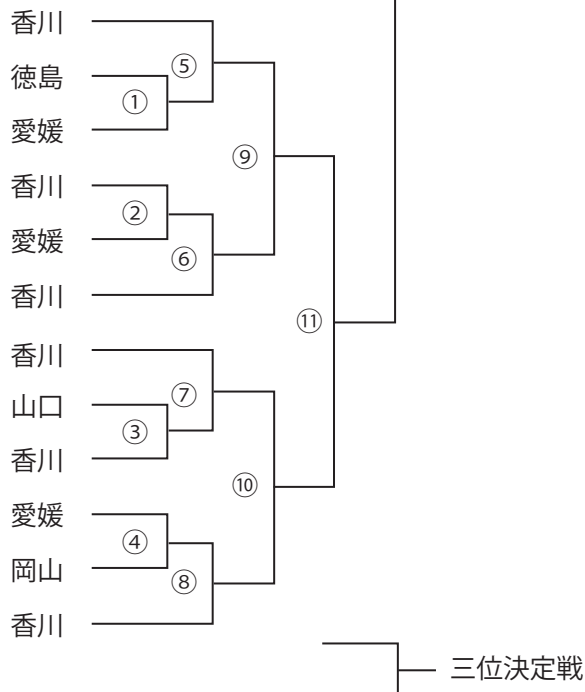 香川
徳島
愛媛
香川
愛媛
香川
香川
山口
香川
愛媛
岡山
香川
⑤
①
⑨
②
⑥
⑪
⑦
③
⑩
④
⑧
三位決定戦